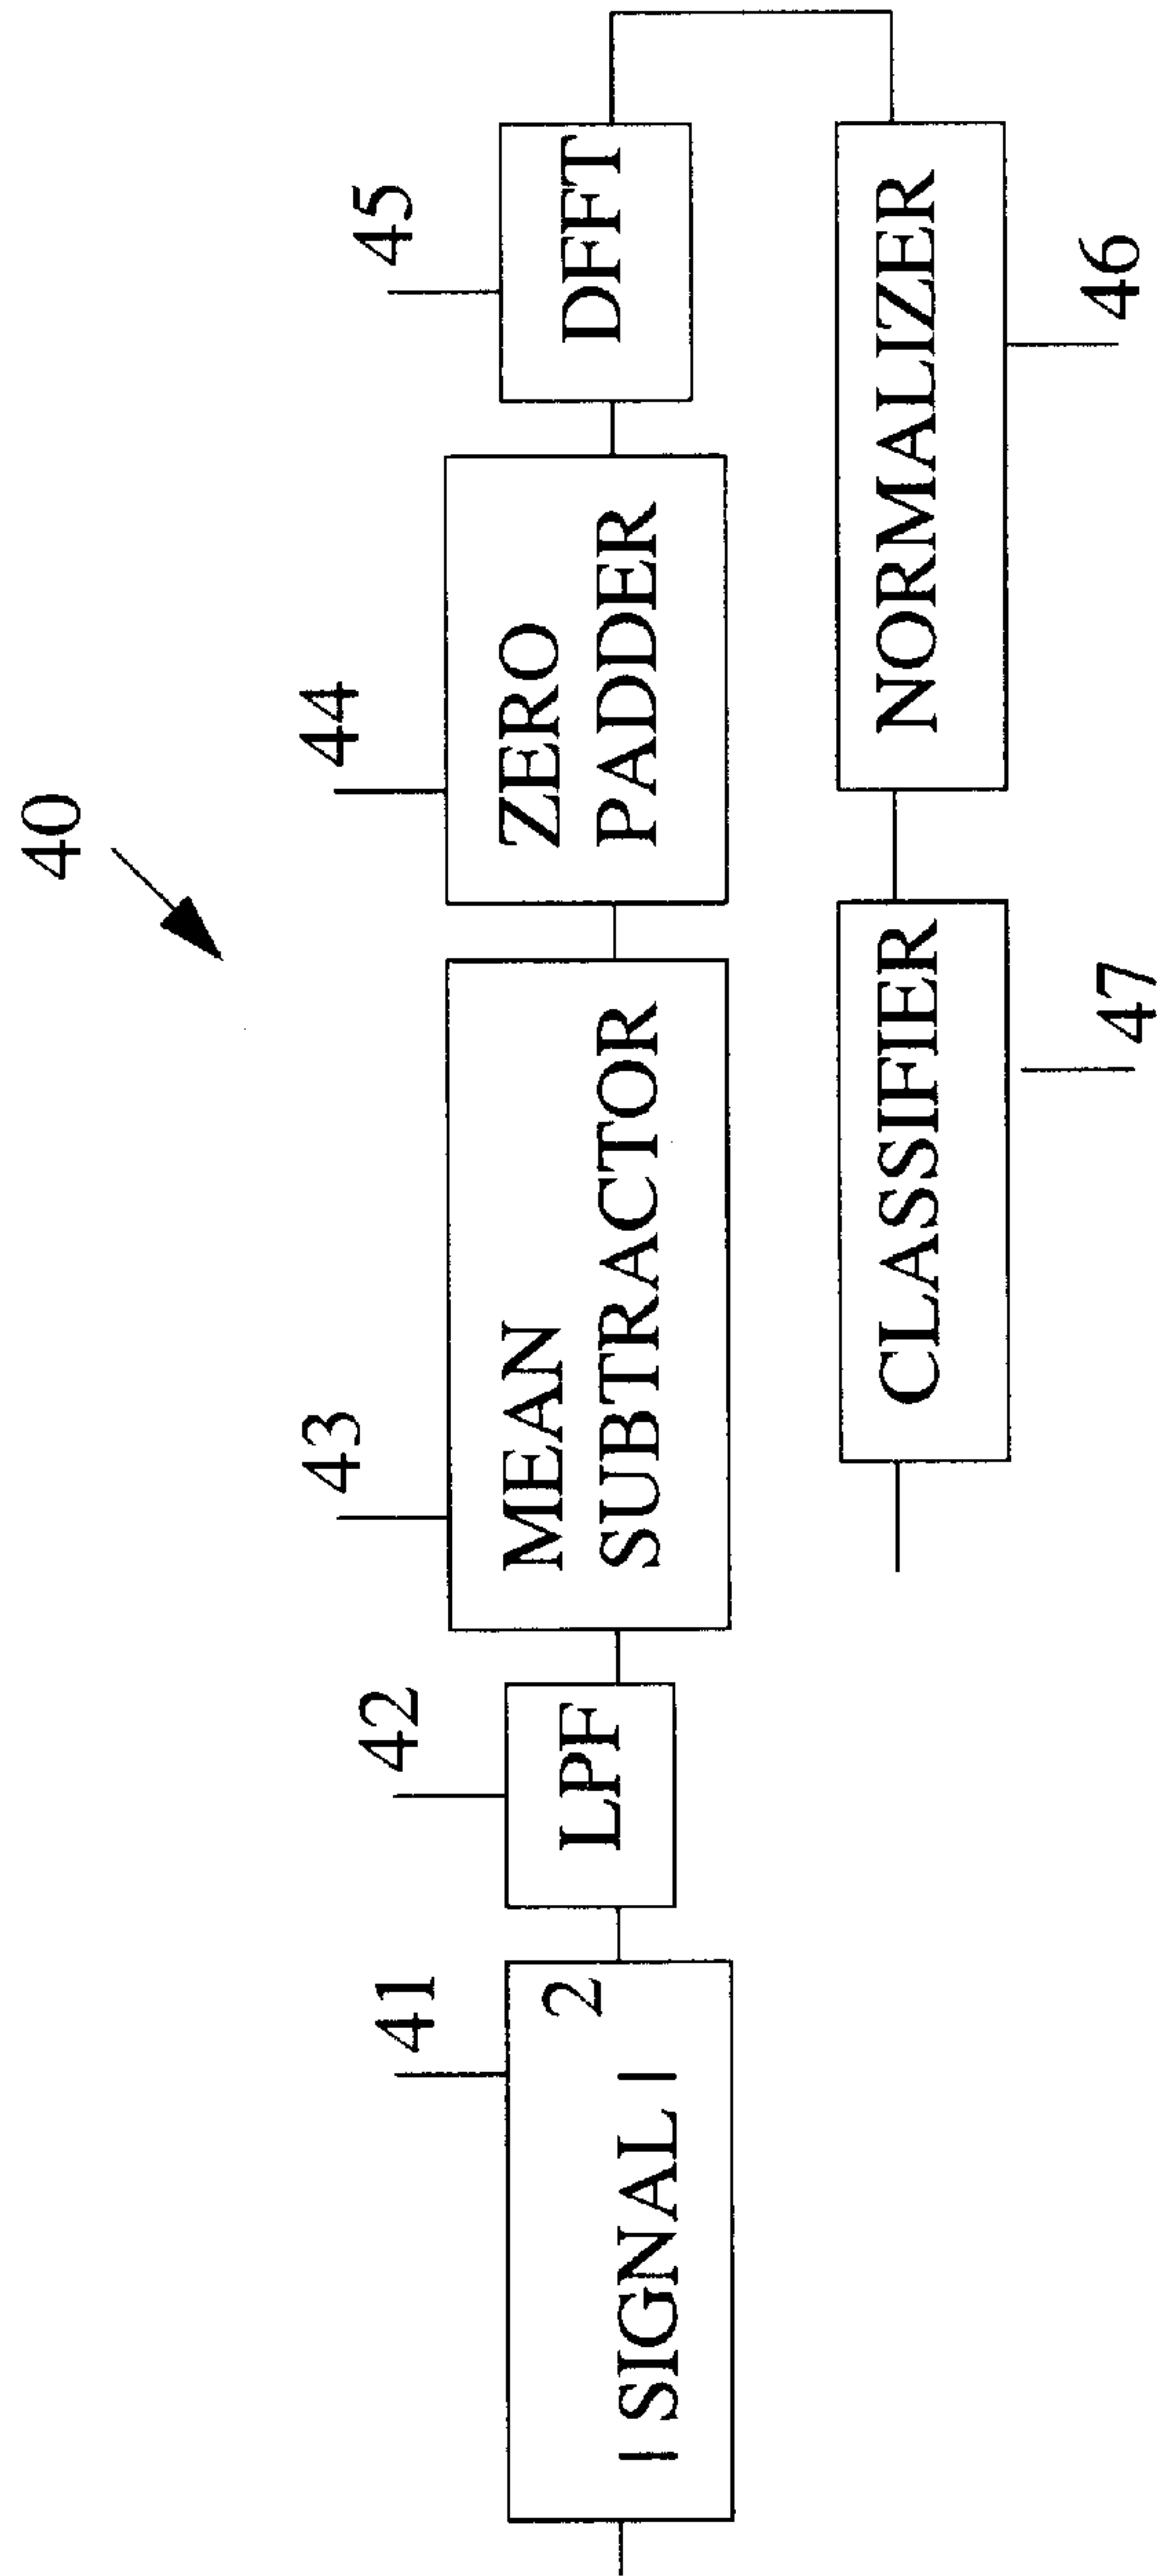 40
41
42
43
44
45
|SIGNAL|²
LPF
MEAN
SUBTRACTOR
ZERO
PADDER
DFFT
CLASSIFIER
NORMALIZER
47
46